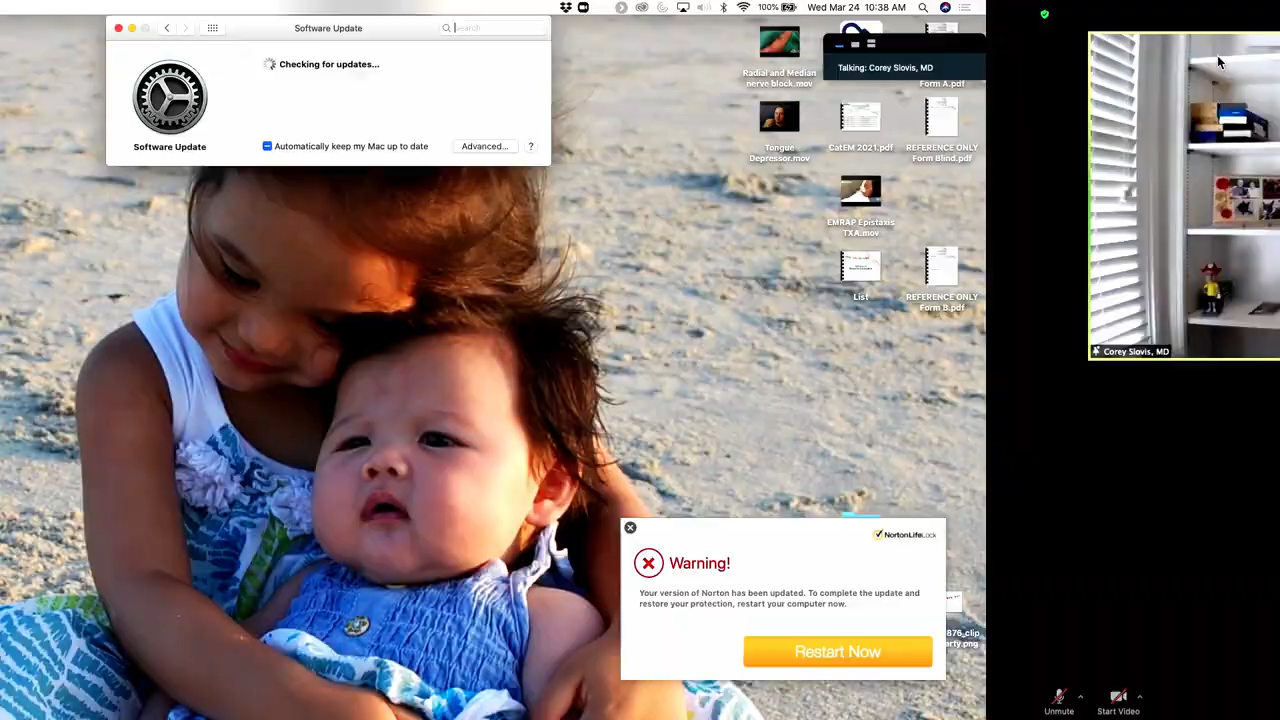 100%
Wed Mar 24 10:38 AM
Software Update
Search
Checking for updates...
Software Update
Automatically keep my Mac up to date
Advanced...
?
Radial and Median
nerve block.mov
Talking: Corey Slovis, MD
Form A.pdf
Tongue
Depressor.mov
CatEM 2021.pdf
REFERENCE ONLY
Form Blind.pdf
EMRAP Epistaxis
TXA.mov
List
REFERENCE ONLY
Form B.pdf
Corey Slovis, MD
NortonLifeLock
Warning!
Your version of Norton has been updated. To complete the update and
restore your protection, restart your computer now.
Restart Now
876_clip
arty.png
Unmute
Start Video